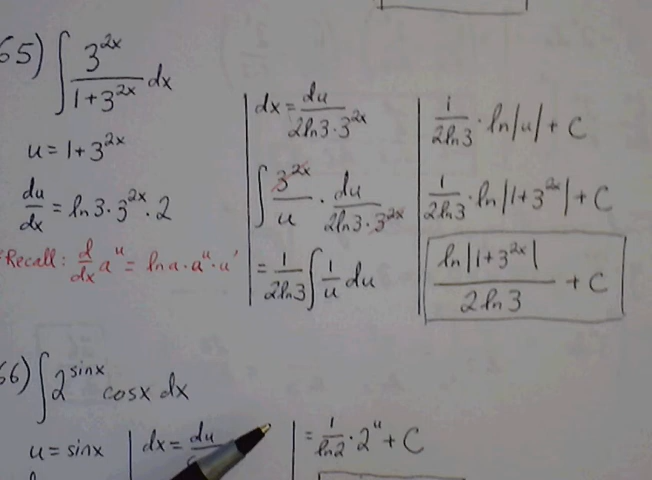 65) ∫ 3^{2x} / (1+3^{2x}) dx
u = 1+3^{2x}
du/dx = ln3·3^{2x}·2
Recall: d/dx a^u = lna·a^u·u'
dx = du / (2ln3·3^{2x})
∫ 3^{2x}/u · du / (2ln3·3^{2x})
= 1/(2ln3) ∫ 1/u du
1/(2ln3) · ln|u| + C
1/(2ln3) · ln|1+3^{2x}| + C
ln|1+3^{2x}| / (2ln3) + C
66) ∫ 2^{sinx} cosx dx
u = sinx
dx = du
= 1/ln2 · 2^u + C